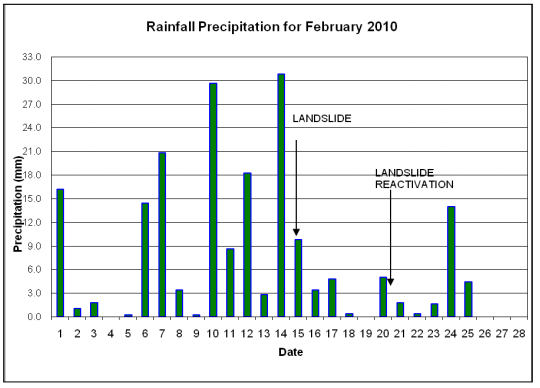 Rainfall Precipitation for February 2010
Precipitation (mm)
33.0
30.0
27.0
24.0
21.0
18.0
15.0
12.0
9.0
6.0
3.0
0.0
LANDSLIDE
LANDSLIDE
REACTIVATION
1 2 3 4 5 6 7 8 9 10 11 12 13 14 15 16 17 18 19 20 21 22 23 24 25 26 27 28
Date